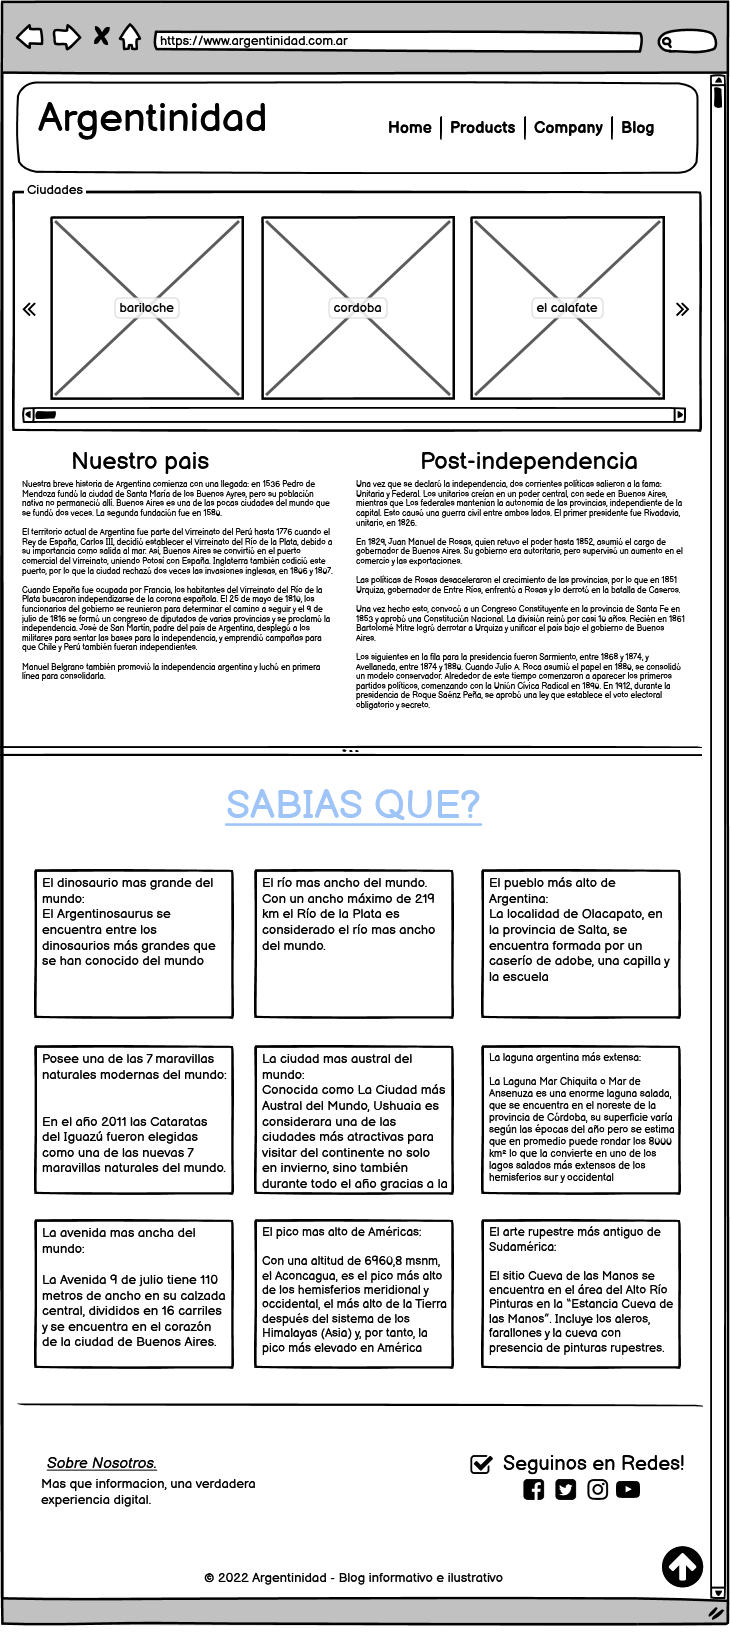 https://www.argentinidad.com.ar
Argentinidad
Home | Products | Company | Blog
Ciudades
bariloche
cordoba
el calafate
Nuestro pais
Nuestra breve historia de Argentina comienza con una llegada: en 1536 Pedro de
Mendoza fundó la ciudad de Santa María de los Buenos Ayres, pero su población
nativa no permaneció allí. Buenos Aires es una de las pocas ciudades del mundo que
se fundó dos veces. La segunda fundación fue en 1580.
El territorio actual de Argentina fue parte del Virreinato del Perú hasta 1776 cuando el
Rey de España, Carlos III, decidió establecer el Virreinato del Río de la Plata, debido a
su importancia como salida al mar. Así, Buenos Aires se convirtió en el puerto
comercial del Virreinato, uniendo Potosí con España. Inglaterra también codició este
puerto, por lo que la ciudad rechazó dos veces las invasiones inglesas, en 1806 y 1807.
Cuando España fue ocupada por Francia, los habitantes del Virreinato del Río de la
Plata buscaron independizarse de la corona española. El 25 de mayo de 1810, los
funcionarios del gobierno se reunieron para determinar el camino a seguir y el 9 de
julio de 1816 se formó un congreso de diputados de varias provincias y se proclamó la
independencia. José de San Martín, padre del país de Argentina, desplegó a los
militares para sentar las bases para la independencia, y emprendió campañas para
que Chile y Perú también fueran independientes.
Manuel Belgrano también promovió la independencia argentina y luchó en primera
línea para consolidarla.
Post-independencia
Una vez que se declaró la independencia, dos corrientes políticas salieron a la fama:
Unitaria y Federal. Los unitarios creían en un poder central, con sede en Buenos Aires,
mientras que Los federales mantenían la autonomía de las provincias, independiente de la
capital. Esto causó una guerra civil entre ambos lados. El primer presidente fue Rivadavia,
unitario, en 1826.
En 1829, Juan Manuel de Rosas, quien retuvo el poder hasta 1852, asumió el cargo de
gobernador de Buenos Aires. Su gobierno era autoritario, pero supervisó un aumento en el
comercio y las exportaciones.
Las políticas de Rosas desaceleraron el crecimiento de las provincias, por lo que en 1851
Urquiza, gobernador de Entre Ríos, enfrentó a Rosas y lo derrotó en la batalla de Caseros.
Una vez hecho esto, convocó a un Congreso Constituyente en la provincia de Santa Fe en
1853 y aprobó una Constitución Nacional. La división reinó por casi 10 años. Recién en 1861
Bartolomé Mitre logró derrotar a Urquiza y unificar el país bajo el gobierno de Buenos
Aires.
Los siguientes en la fila para la presidencia fueron Sarmiento, entre 1868 y 1874, y
Avellaneda, entre 1874 y 1880. Cuando Julio A. Roca asumió el papel en 1880, se consolidó
un modelo conservador. Alrededor de este tiempo comenzaron a aparecer los primeros
partidos políticos, comenzando con la Unión Cívica Radical en 1890. En 1912, durante la
presidencia de Roque Saénz Peña, se aprobó una ley que establece el voto electoral
obligatorio y secreto.
SABIAS QUE?
El dinosaurio mas grande del
mundo:
El Argentinosaurus se
encuentra entre los
dinosaurios más grandes que
se han conocido del mundo
El río mas ancho del mundo.
Con un ancho máximo de 219
km el Río de la Plata es
considerado el río mas ancho
del mundo.
El pueblo más alto de
Argentina:
La localidad de Olacapato, en
la provincia de Salta, se
encuentra formada por un
caserío de adobe, una capilla y
la escuela
Posee una de las 7 maravillas
naturales modernas del mundo:
En el año 2011 las Cataratas
del Iguazú fueron elegidas
como una de las nuevas 7
maravillas naturales del mundo.
La ciudad mas austral del
mundo:
Conocida como La Ciudad más
Austral del Mundo, Ushuaia es
considerara una de las
ciudades más atractivas para
visitar del continente no solo
en invierno, sino también
durante todo el año gracias a la
La laguna argentina más extensa:
La Laguna Mar Chiquita o Mar de
Ansenuza es una enorme laguna salada,
que se encuentra en el noreste de la
provincia de Córdoba, su superficie varía
según las épocas del año pero se estima
que en promedio puede rondar los 8000
km² lo que la convierte en uno de los
lagos salados más extensos de los
hemisferios sur y occidental
La avenida mas ancha del
mundo:
La Avenida 9 de julio tiene 110
metros de ancho en su calzada
central, divididos en 16 carriles
y se encuentra en el corazón
de la ciudad de Buenos Aires.
El pico mas alto de Américas:
Con una altitud de 6960,8 msnm,
el Aconcagua, es el pico más alto
de los hemisferios meridional y
occidental, el más alto de la Tierra
después del sistema de los
Himalayas (Asia) y, por tanto, la
pico más elevado en América
El arte rupestre más antiguo de
Sudamérica:
El sitio Cueva de las Manos se
encuentra en el área del Alto Río
Pinturas en la “Estancia Cueva de
las Manos”. Incluye los aleros,
farallones y la cueva con
presencia de pinturas rupestres.
Sobre Nosotros.
Mas que informacion, una verdadera
experiencia digital.
Seguinos en Redes!
© 2022 Argentinidad - Blog informativo e ilustrativo